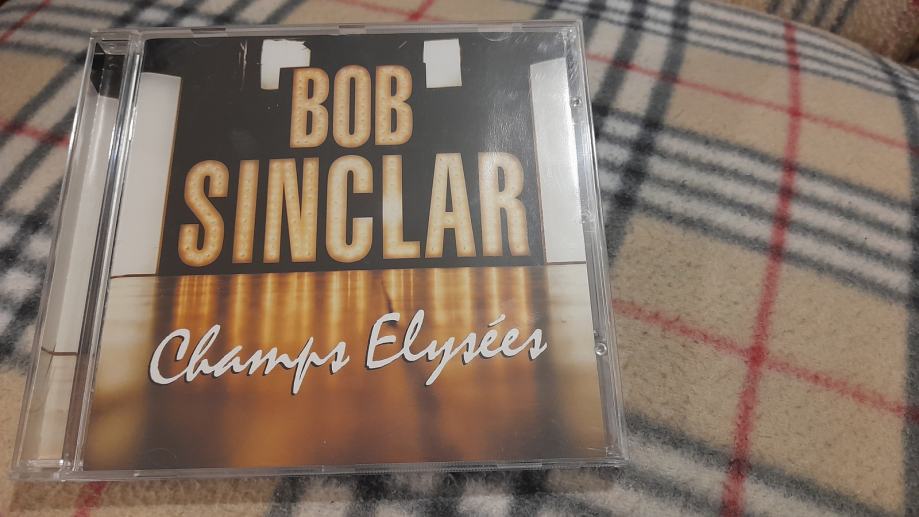 BOB
SINCLAR
Champs Elysées